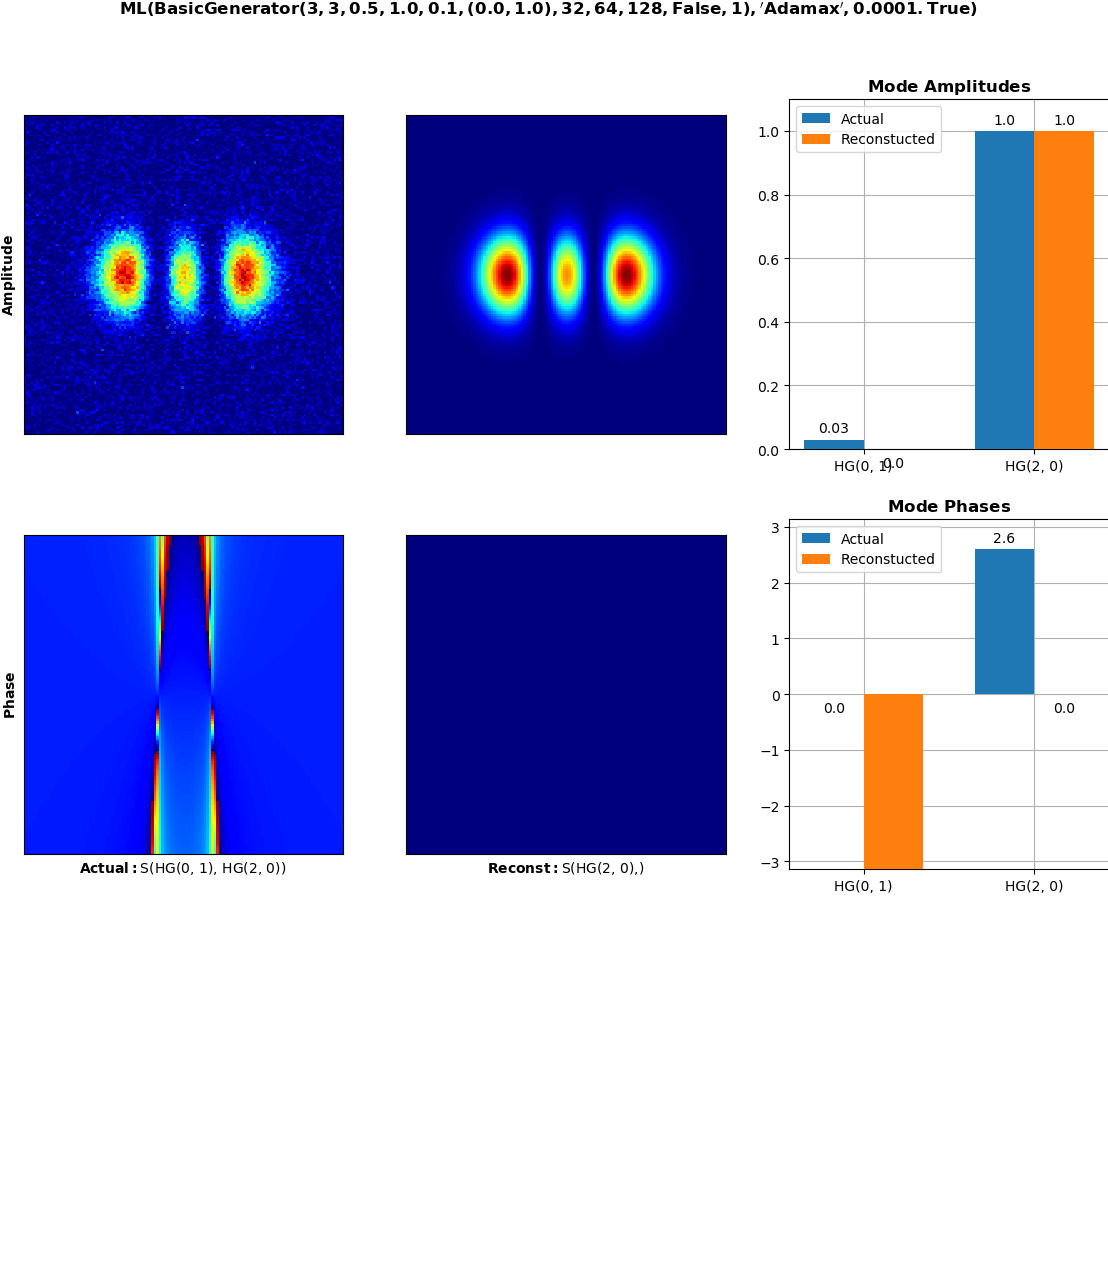 ML(BasicGenerator(3, 3, 0.5, 1.0, 0.1, (0.0, 1.0), 32, 64, 128, False, 1), 'Adamax', 0.0001. True)
Mode Amplitudes
Actual
Reconstucted
1.0
0.8
0.6
0.4
0.2
0.0
1.0
1.0
0.03
0.0
HG(0, 1)
HG(2, 0)
Amplitude
Mode Phases
Actual
Reconstucted
3
2
1
0
−1
−2
−3
2.6
0.0
0.0
HG(0, 1)
HG(2, 0)
Phase
Actual: S(HG(0, 1), HG(2, 0))
Reconst: S(HG(2, 0),)